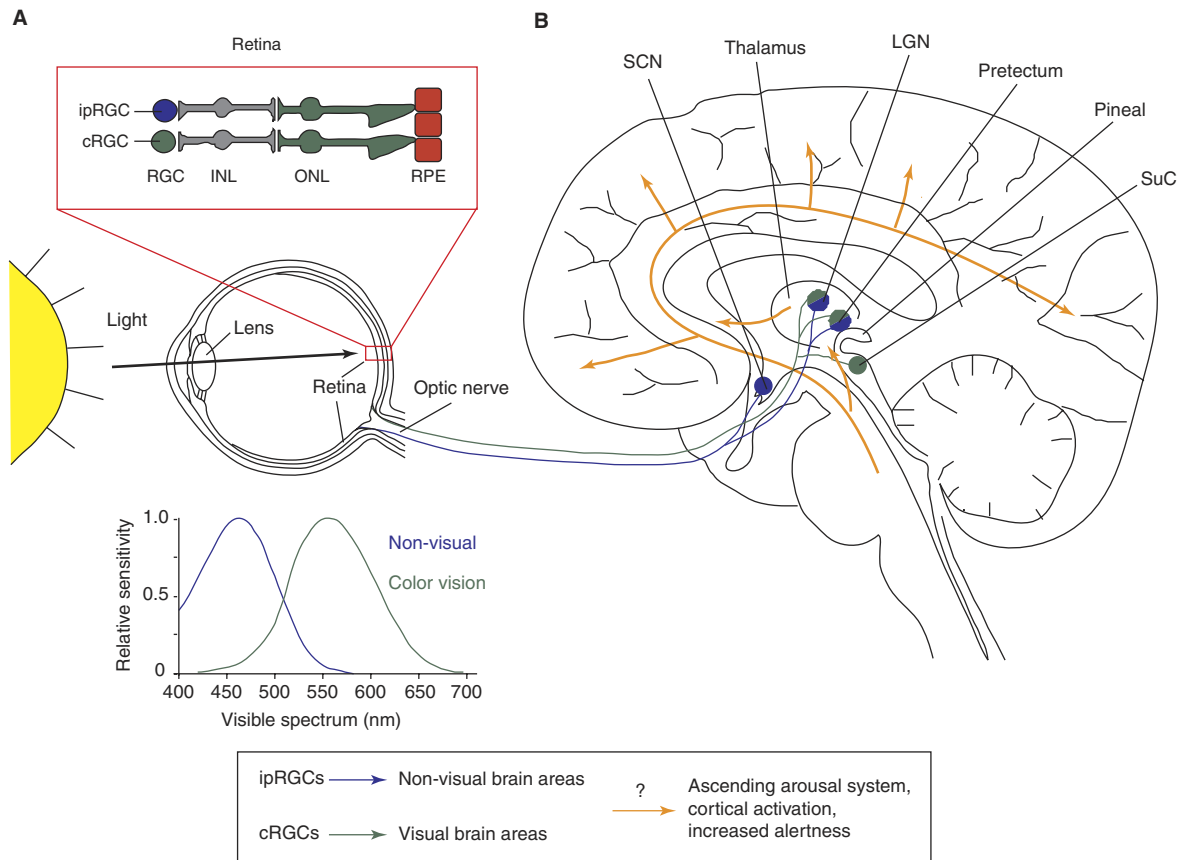 A
Retina
ipRGC
cRGC
RGC INL ONL RPE
Light
Lens
Retina
Optic nerve
B
SCN
Thalamus
LGN
Pretectum
Pineal
SuC
Relative sensitivity
1.0
0.5
0
Non-visual
Color vision
400 450 500 550 600 650 700
Visible spectrum (nm)
ipRGCs Non-visual brain areas
cRGCs Visual brain areas
?
Ascending arousal system,
cortical activation,
increased alertness